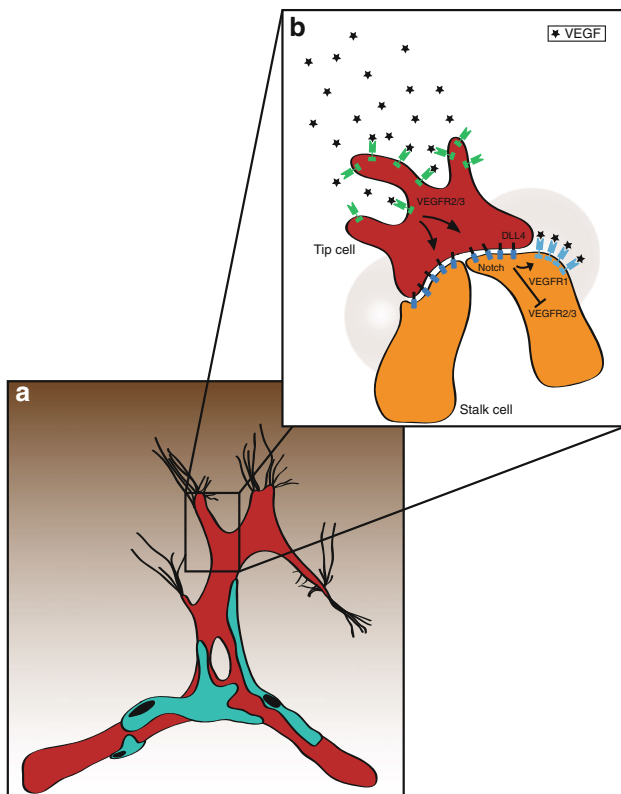 b
★ VEGF
VEGFR2/3
DLL4
Tip cell
Notch
VEGFR1
VEGFR2/3
Stalk cell
a